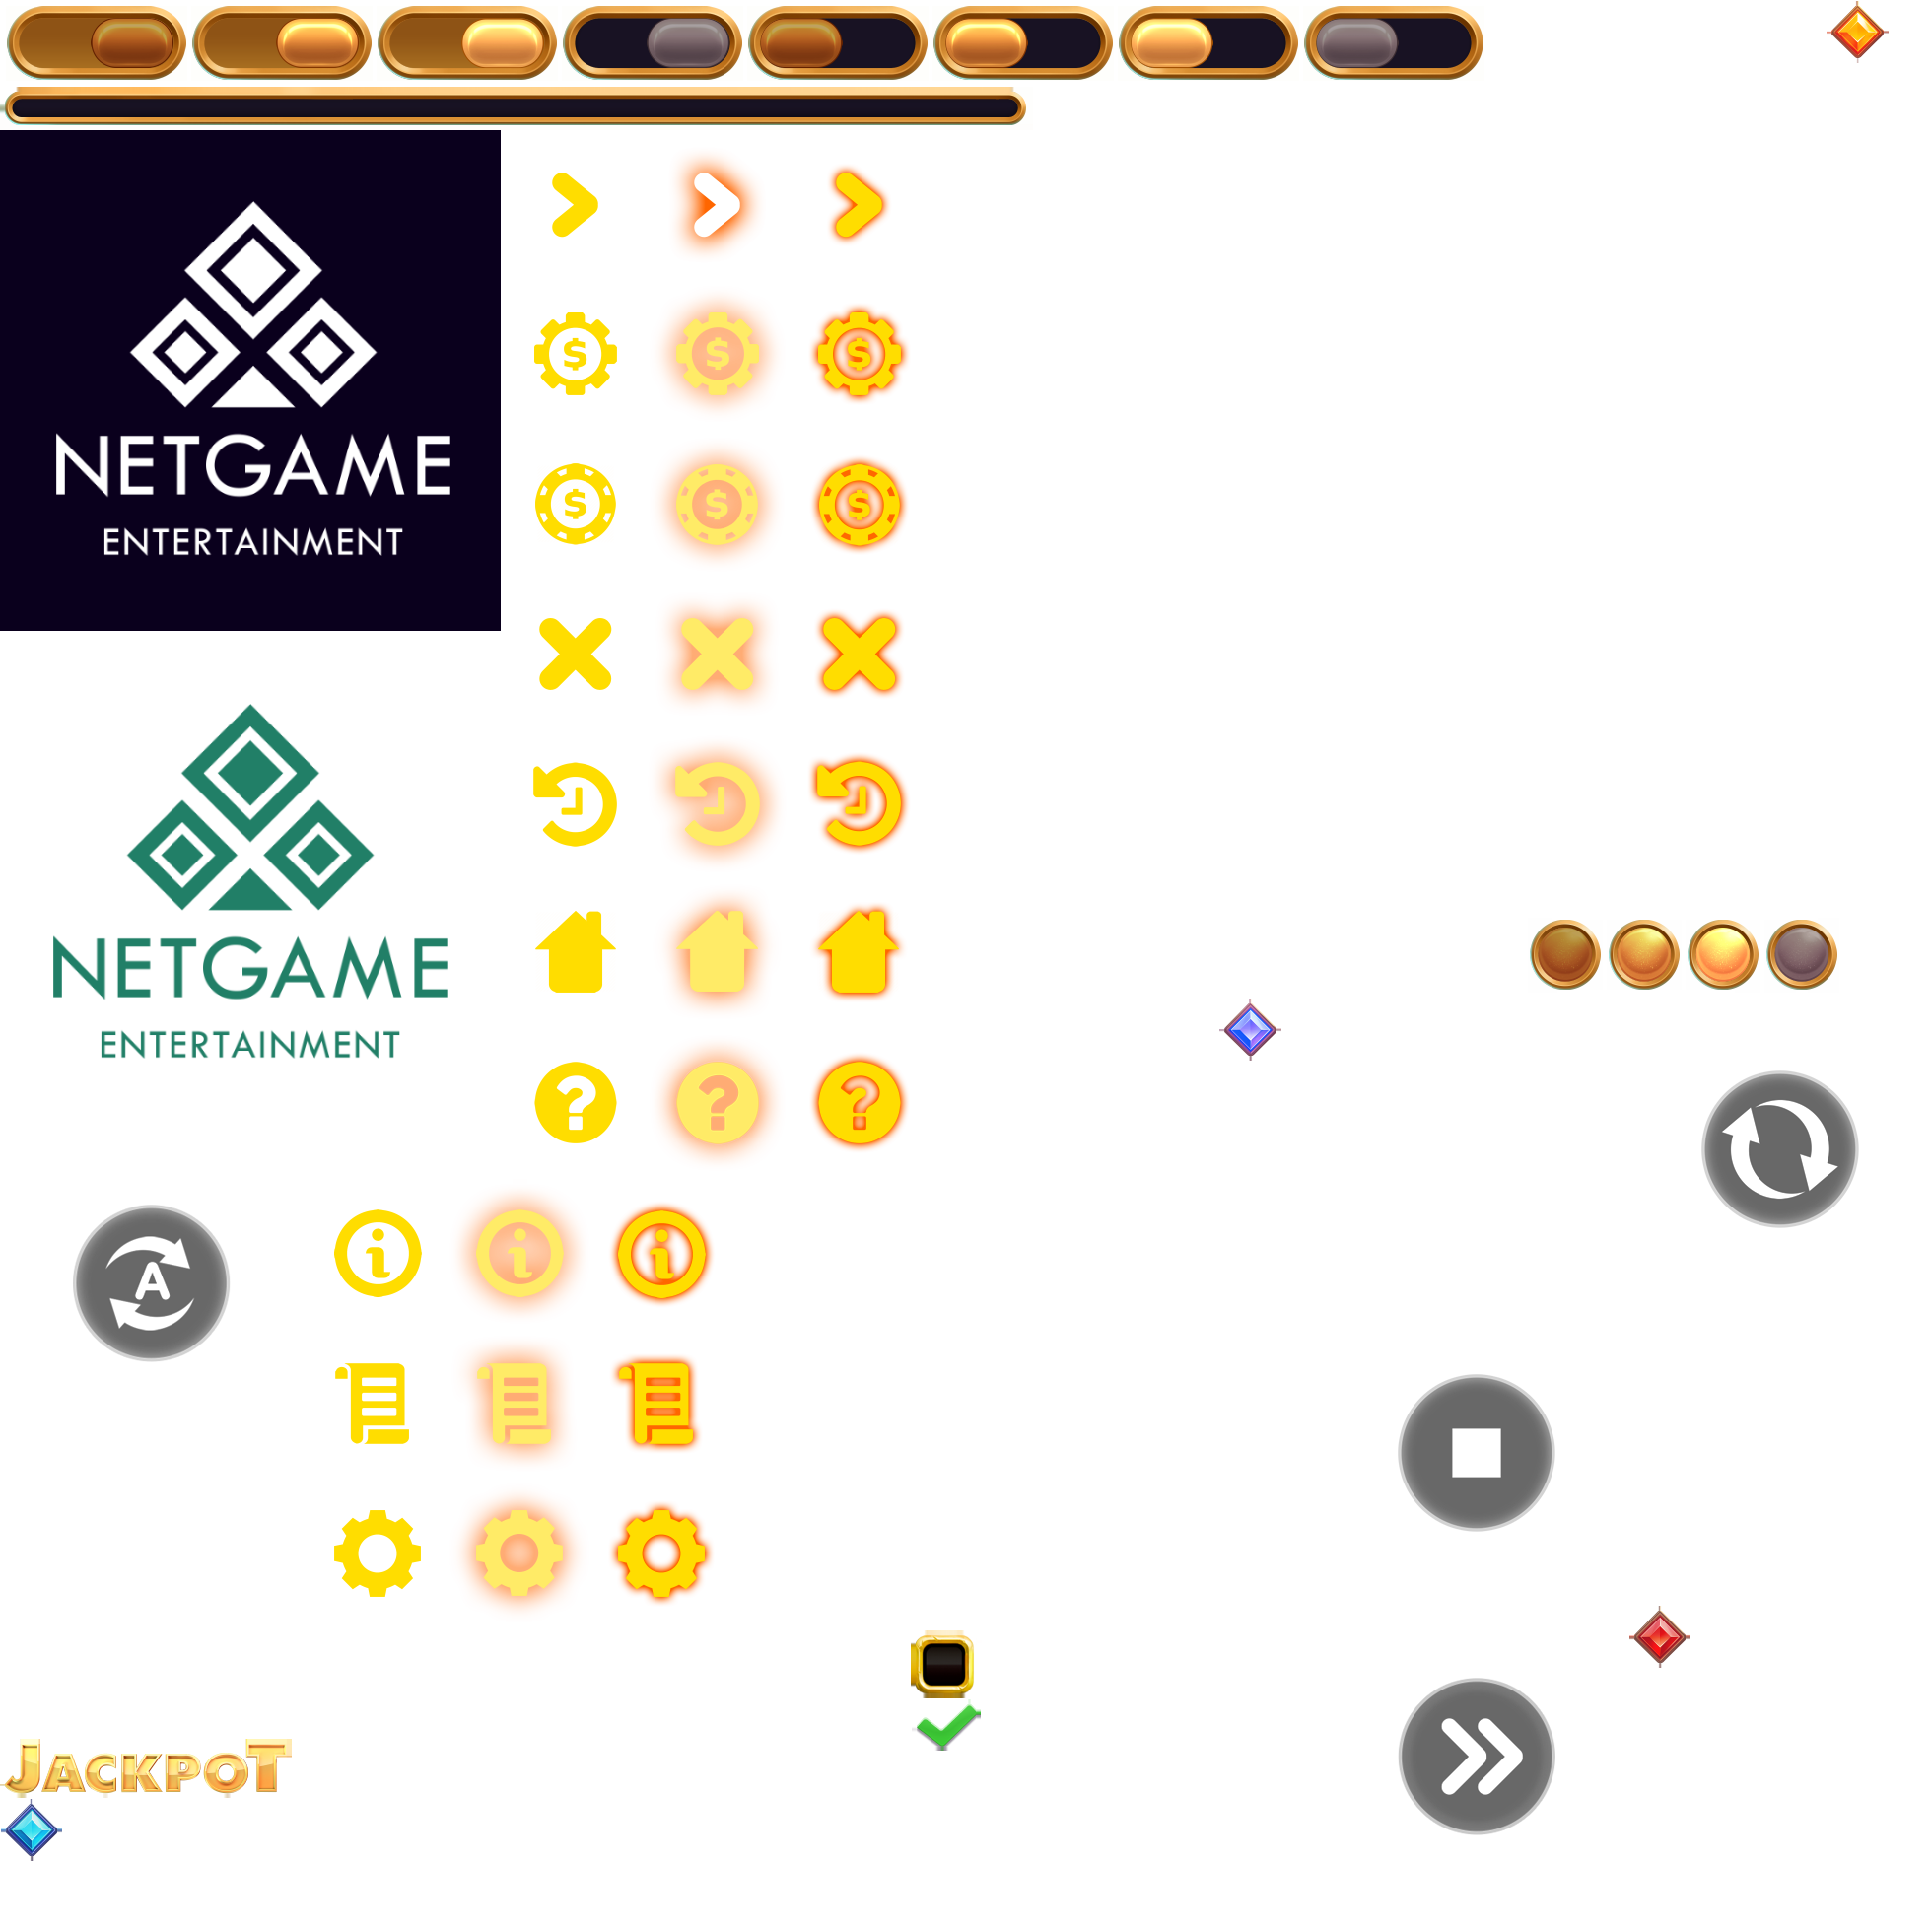 NETGAME
ENTERTAINMENT
$ $ $
$ $ $
NETGAME
ENTERTAINMENT
? ? ?
i i i
A
JACKPOT